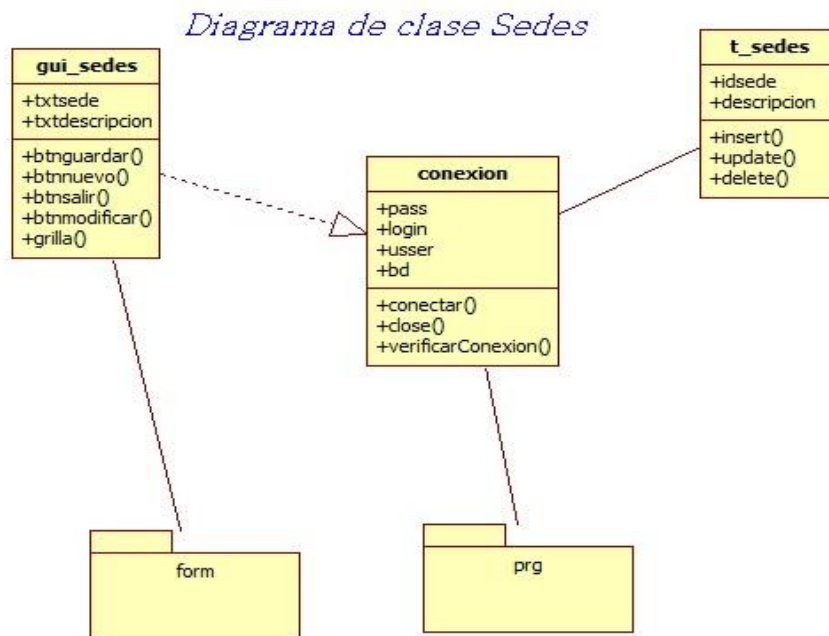 Diagrama de clase Sedes
gui_sedes
+txtsede
+txtdescripcion
+btnguardar()
+btnnuevo()
+btnsalir()
+btnmodificar()
+grilla()
conexion
+pass
+login
+usser
+bd
+conectar()
+close()
+verificarConexion()
t_sedes
+idsede
+descripcion
+insert()
+update()
+delete()
form
prg